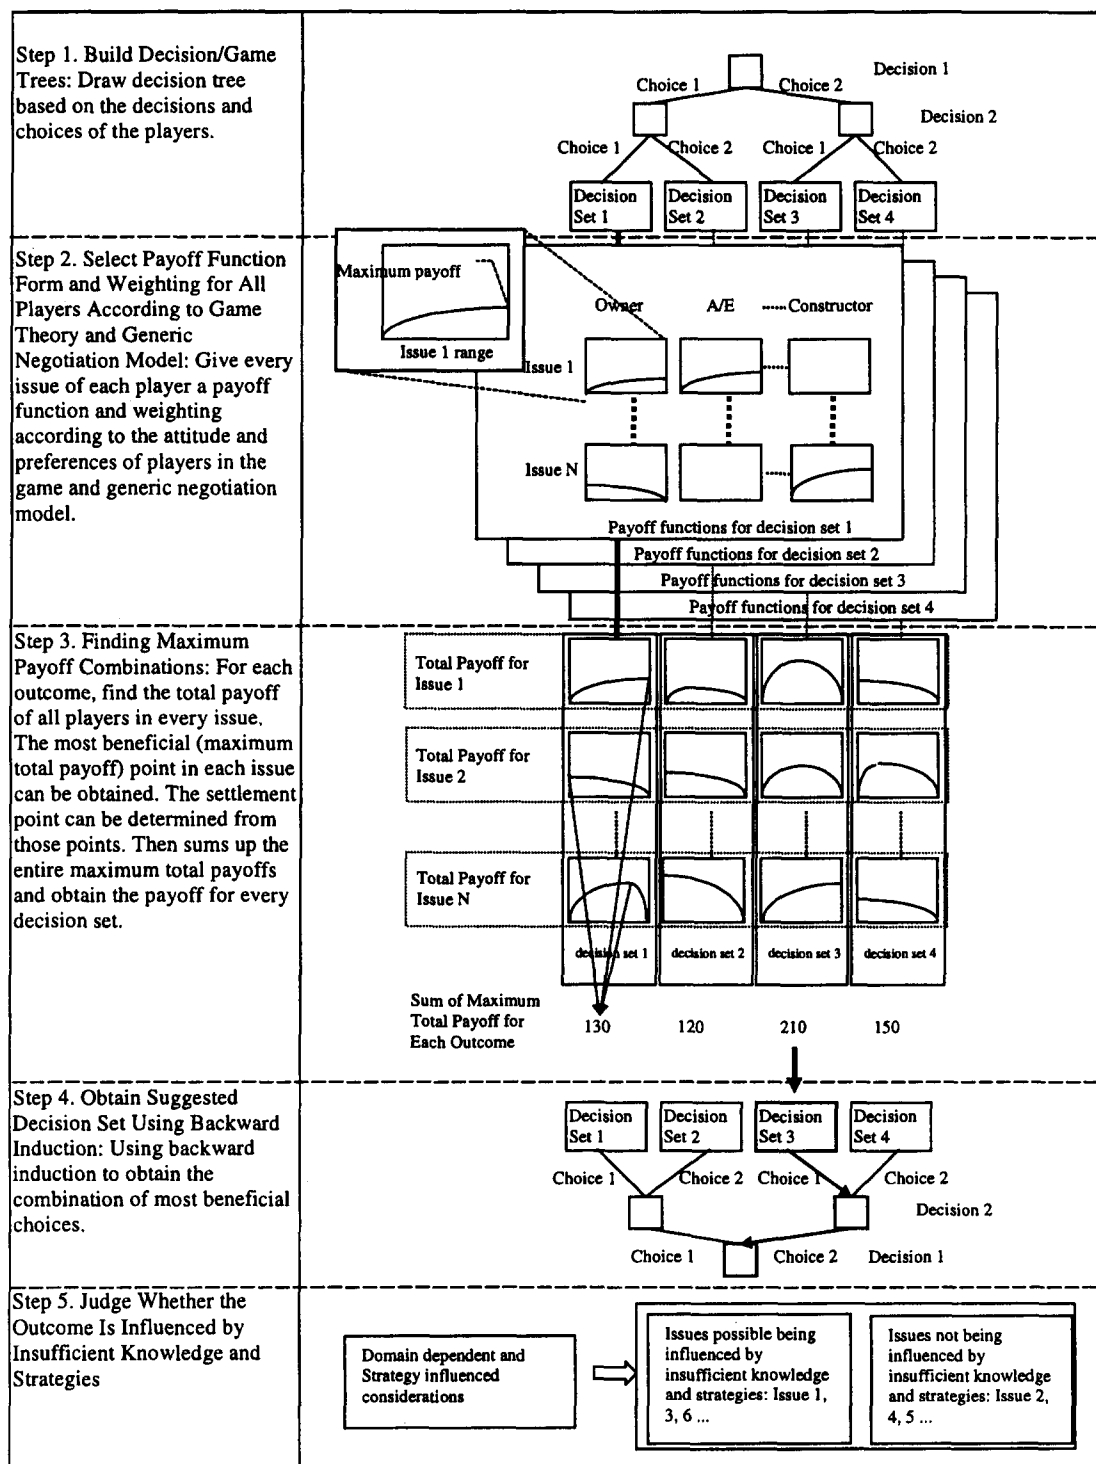 Step 1. Build Decision/Game
Trees: Draw decision tree
based on the decisions and
choices of the players.
Decision 1
Choice 1
Choice 2
Decision 2
Choice 1
Choice 2
Choice 1
Choice 2
Decision
Set 1
Decision
Set 2
Decision
Set 3
Decision
Set 4
Step 2. Select Payoff Function
Form and Weighting for All
Players According to Game
Theory and Generic
Negotiation Model: Give every
issue of each player a payoff
function and weighting
according to the attitude and
preferences of players in the
game and generic negotiation
model.
Maximum payoff
Issue 1 range
Owner
A/E
Constructor
Issue 1
Issue N
Payoff functions for decision set 1
Payoff functions for decision set 2
Payoff functions for decision set 3
Payoff functions for decision set 4
Step 3. Finding Maximum
Payoff Combinations: For each
outcome, find the total payoff
of all players in every issue.
The most beneficial (maximum
total payoff) point in each issue
can be obtained. The settlement
point can be determined from
those points. Then sums up the
entire maximum total payoffs
and obtain the payoff for every
decision set.
Total Payoff for
Issue 1
Total Payoff for
Issue 2
Total Payoff for
Issue N
decision set 1
decision set 2
decision set 3
decision set 4
Sum of Maximum
Total Payoff for
Each Outcome
130
120
210
150
Step 4. Obtain Suggested
Decision Set Using Backward
Induction: Using backward
induction to obtain the
combination of most beneficial
choices.
Decision
Set 1
Decision
Set 2
Decision
Set 3
Decision
Set 4
Choice 1
Choice 2
Choice 1
Choice 2
Decision 2
Choice 1
Choice 2
Decision 1
Step 5. Judge Whether the
Outcome Is Influenced by
Insufficient Knowledge and
Strategies
Domain dependent and
Strategy influenced
considerations
Issues possible being
influenced by
insufficient knowledge
and strategies: Issue 1,
3, 6 ...
Issues not being
influenced by
insufficient knowledge
and strategies: Issue 2,
4, 5 ...